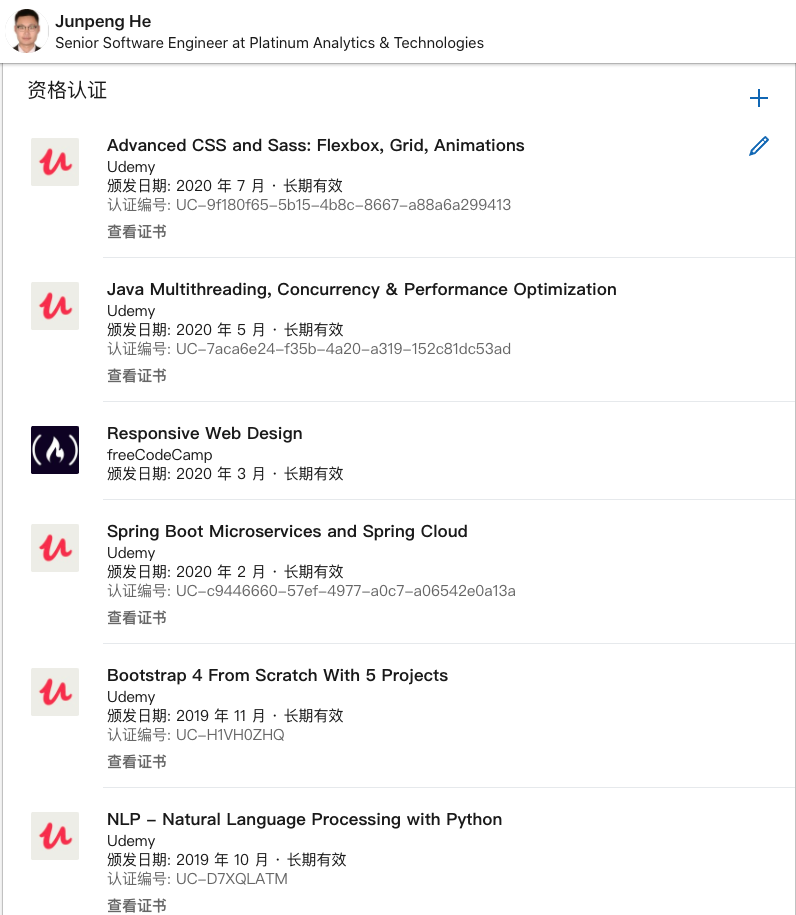 Junpeng He
Senior Software Engineer at Platinum Analytics & Technologies
资格认证
Advanced CSS and Sass: Flexbox, Grid, Animations
Udemy
颁发日期: 2020 年 7 月 · 长期有效
认证编号: UC-9f180f65-5b15-4b8c-8667-a88a6a299413
查看证书
Java Multithreading, Concurrency & Performance Optimization
Udemy
颁发日期: 2020 年 5 月 · 长期有效
认证编号: UC-7aca6e24-f35b-4a20-a319-152c81dc53ad
查看证书
Responsive Web Design
freeCodeCamp
颁发日期: 2020 年 3 月 · 长期有效
Spring Boot Microservices and Spring Cloud
Udemy
颁发日期: 2020 年 2 月 · 长期有效
认证编号: UC-c9446660-57ef-4977-a0c7-a06542e0a13a
查看证书
Bootstrap 4 From Scratch With 5 Projects
Udemy
颁发日期: 2019 年 11 月 · 长期有效
认证编号: UC-H1VH0ZHQ
查看证书
NLP - Natural Language Processing with Python
Udemy
颁发日期: 2019 年 10 月 · 长期有效
认证编号: UC-D7XQLATM
查看证书